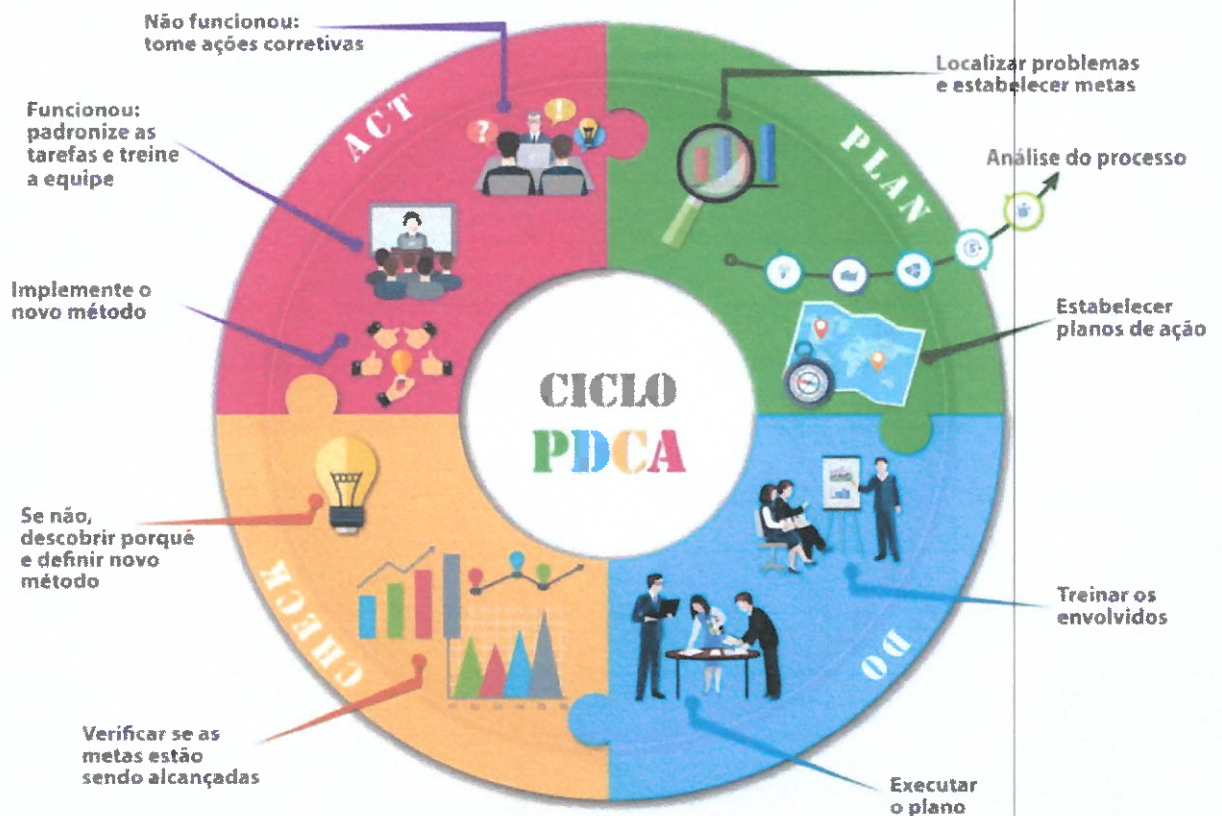 Não funcionou:
tome ações corretivas
Funcionou:
padronize as
tarefas e treine
a equipe
Implemente o
novo método
ACT
Localizar problemas
e estabelecer metas
PLAN
Análise do processo
Estabelecer
planos de ação
CICLO
PDCA
Se não,
descobrir porquê
e definir novo
método
CHECK
Verificar se as
metas estão
sendo alcançadas
Treinar os
envolvidos
DO
Executar
o plano